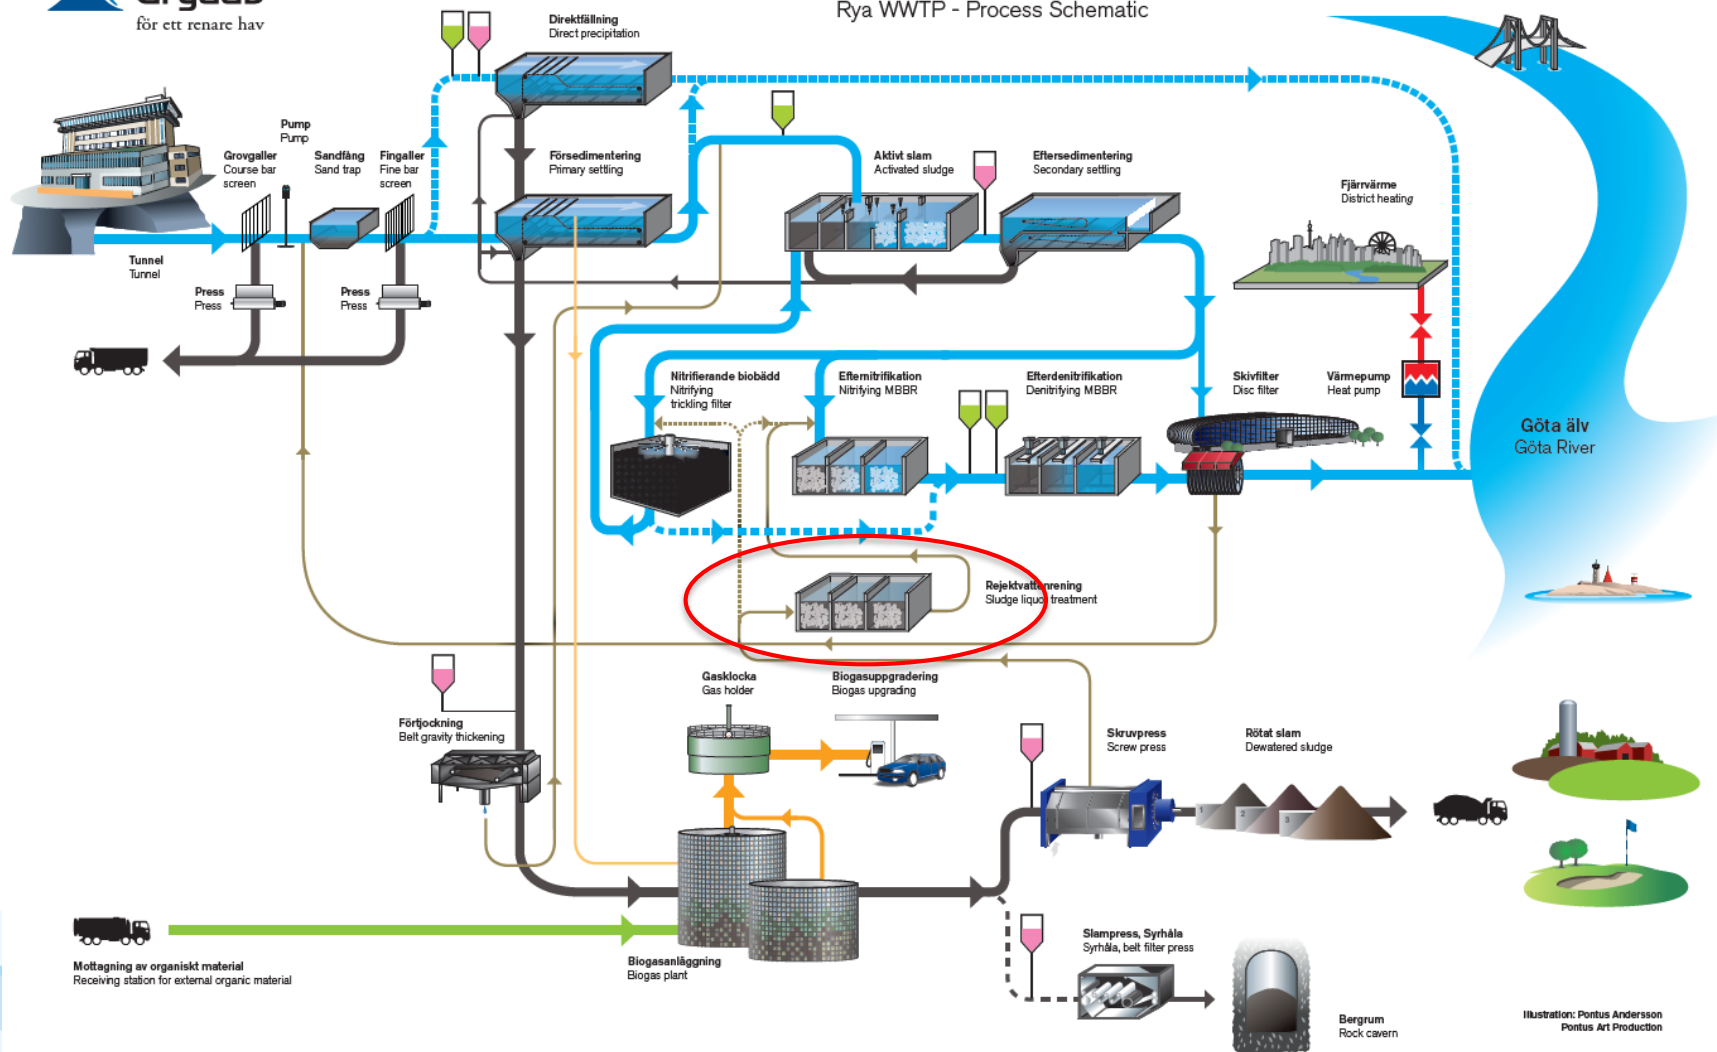 för ett renare hav
Rya WWTP - Process Schematic
Direktfällning
Direct precipitation
Pump
Pump
Grovgaller
Course bar
screen
Sandfång
Sand trap
Fingaller
Fine bar
screen
Försedimentering
Primary settling
Aktivt slam
Activated sludge
Eftersedimentering
Secondary settling
Fjärrvärme
District heating
Tunnel
Tunnel
Press
Press
Press
Press
Nitrifierande biobädd
Nitrifying
trickling filter
Efternitrifikation
Nitrifying MBBR
Efterdenitrifikation
Denitrifying MBBR
Skivfilter
Disc filter
Värmepump
Heat pump
Göta älv
Göta River
Rejektvattenrening
Sludge liquor treatment
Gasklocka
Gas holder
Biogasuppgradering
Biogas upgrading
Förtjockning
Belt gravity thickening
Skruvpress
Screw press
Rötat slam
Dewatered sludge
1
2
3
Slampress, Syrhåla
Syrhåla, belt filter press
Mottagning av organiskt material
Receiving station for external organic material
Biogasanläggning
Biogas plant
Bergrum
Rock cavern
Illustration: Pontus Andersson
Pontus Art Production